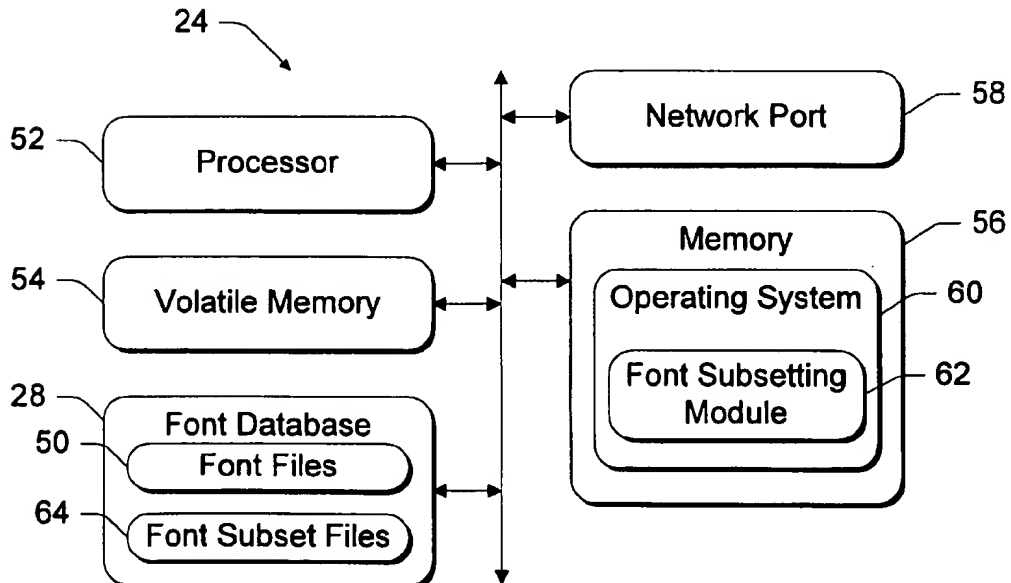 24
52
Processor
Network Port
58
54
Volatile Memory
Memory
56
Operating System
60
Font Subsetting
Module
62
28
Font Database
50
Font Files
64
Font Subset Files